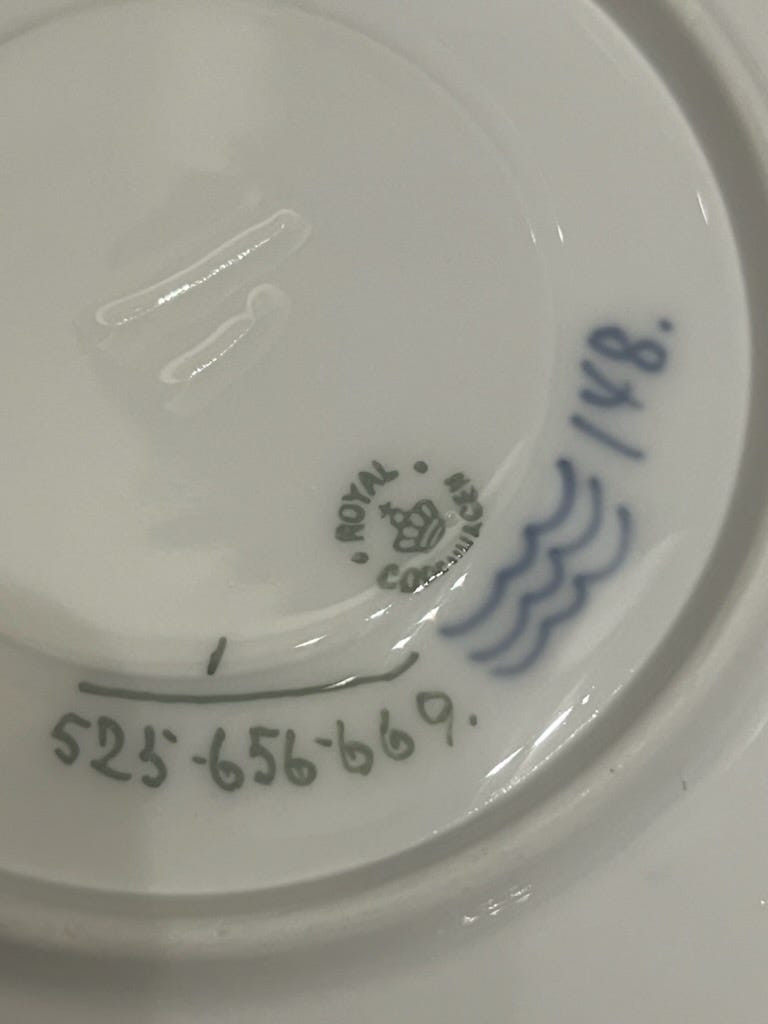 ROYAL COPENHAGEN
148.
1
525-656-669.